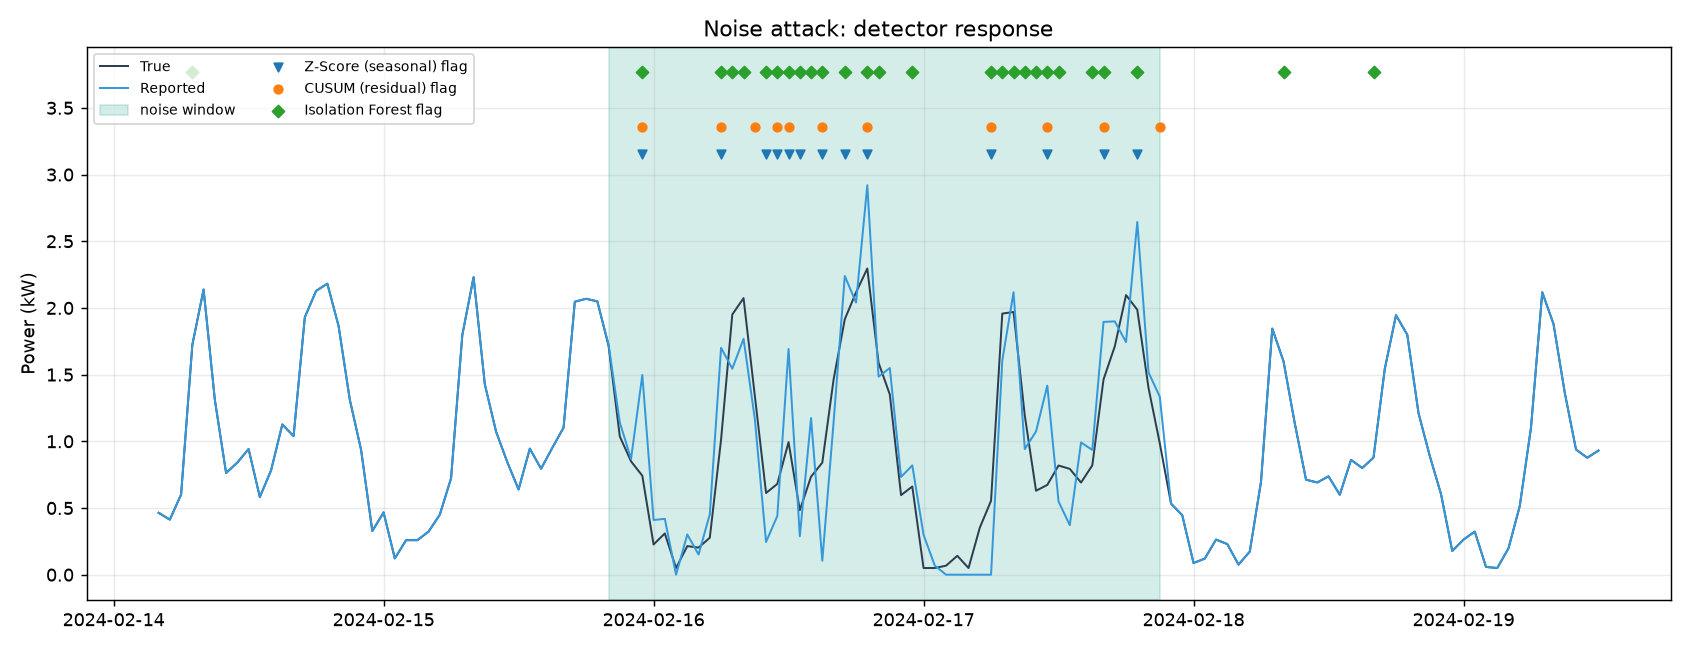 Noise attack: detector response
True
Reported
noise window
Z-Score (seasonal) flag
CUSUM (residual) flag
Isolation Forest flag
Power (kW)
3.5
3.0
2.5
2.0
1.5
1.0
0.5
0.0
2024-02-14
2024-02-15
2024-02-16
2024-02-17
2024-02-18
2024-02-19